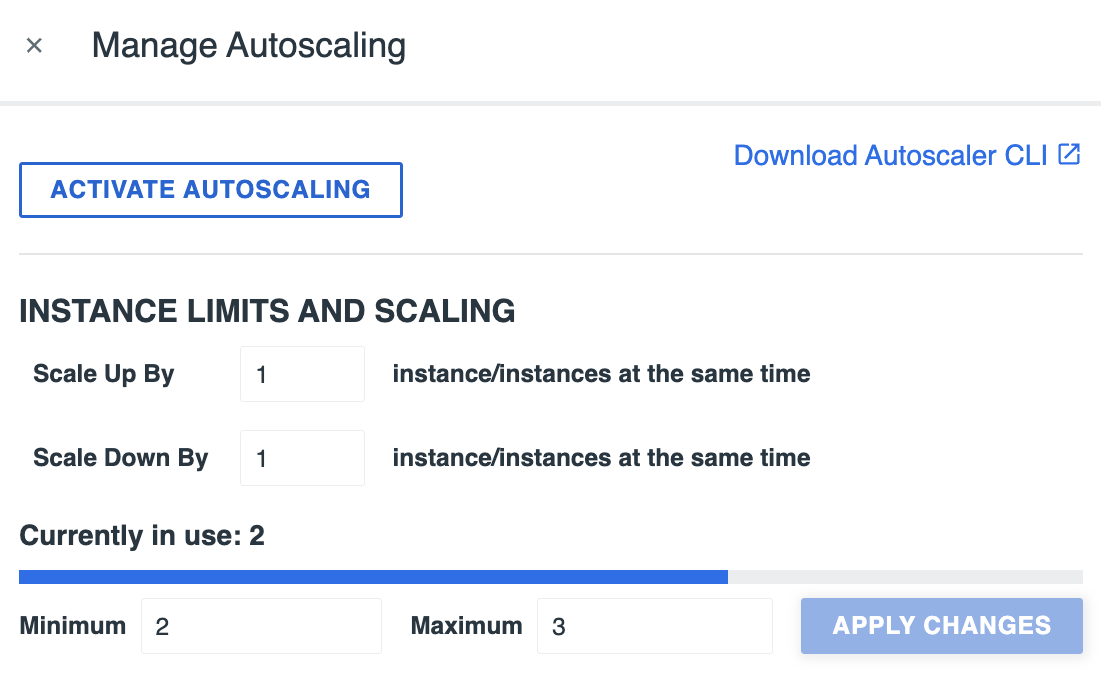 Manage Autoscaling
Download Autoscaler CLI
ACTIVATE AUTOSCALING
INSTANCE LIMITS AND SCALING
Scale Up By 1 instance/instances at the same time
Scale Down By 1 instance/instances at the same time
Currently in use: 2
Minimum 2 Maximum 3 APPLY CHANGES